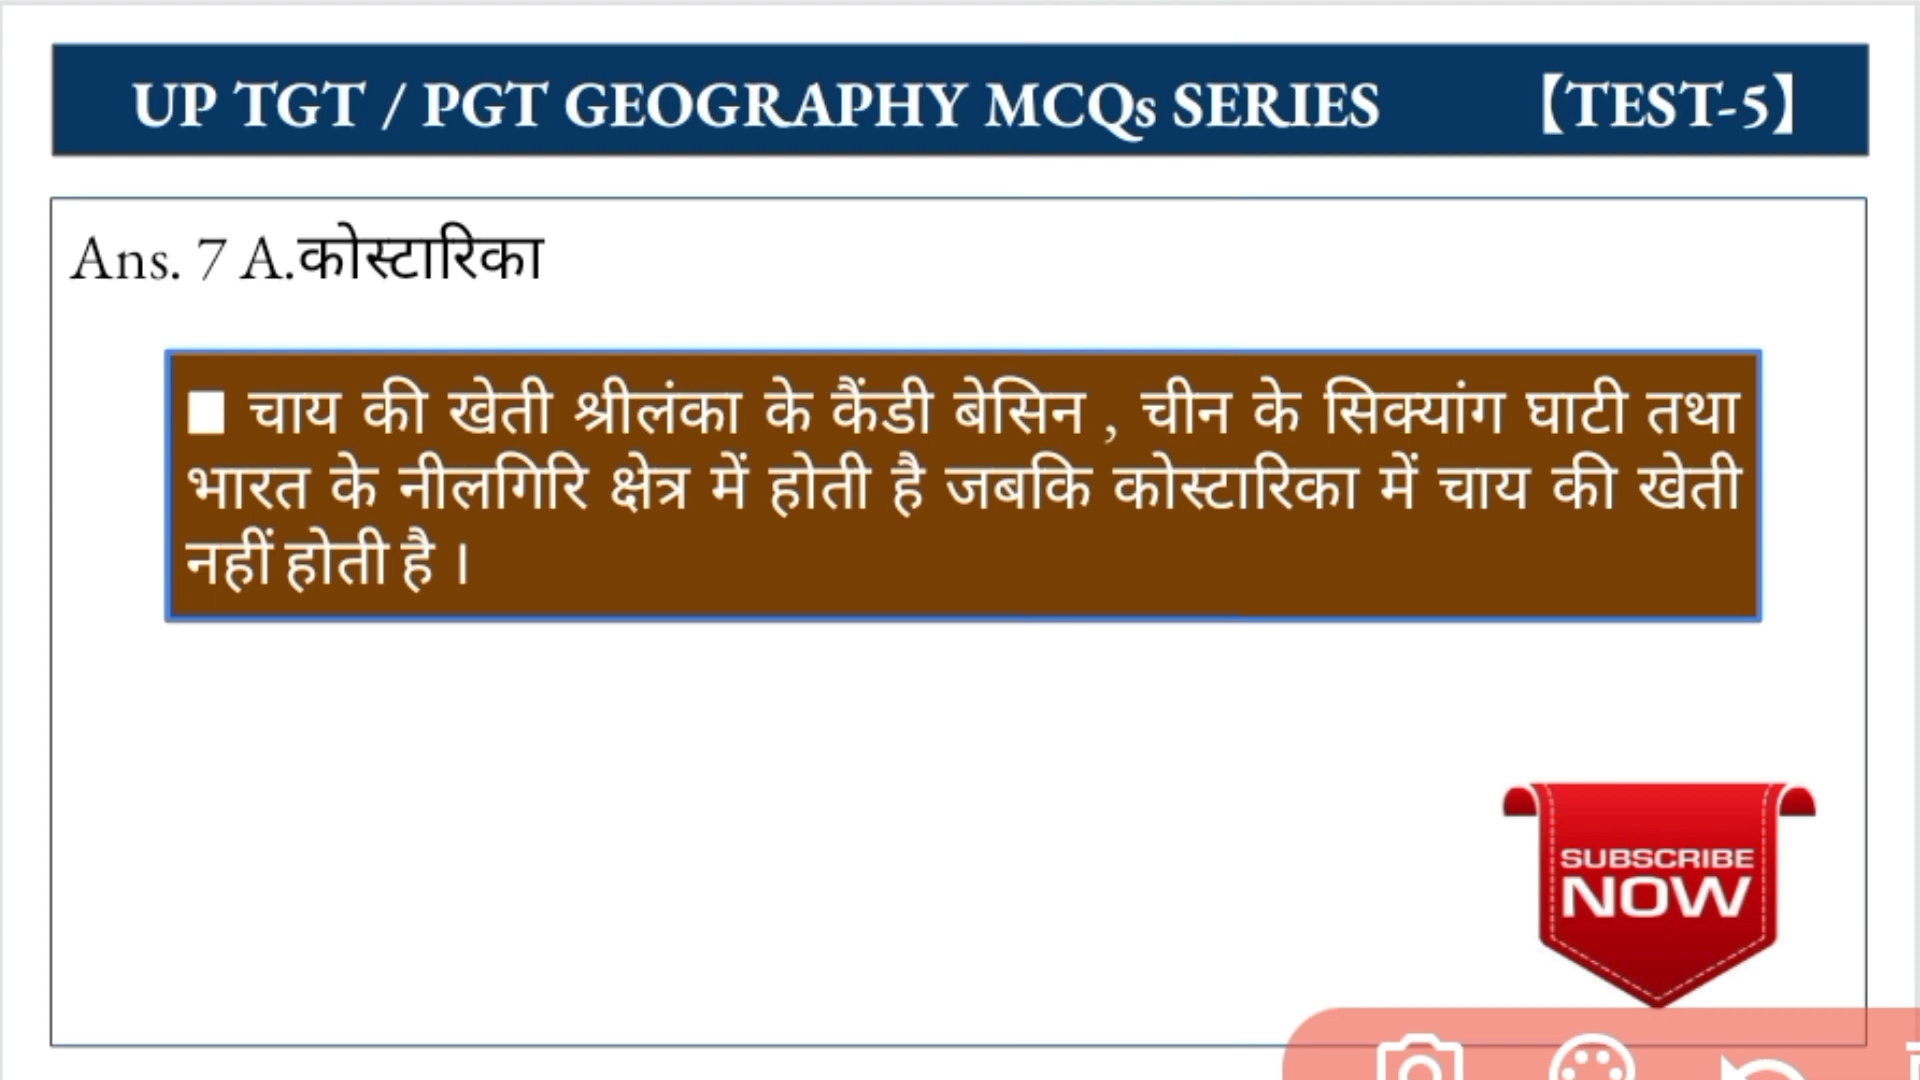 UP TGT / PGT GEOGRAPHY MCQs SERIES 【TEST-5】
Ans. 7 A.कोस्टारिका
■ चाय की खेती श्रीलंका के कैंडी बेसिन , चीन के सिक्यांग घाटी तथा
भारत के नीलगिरि क्षेत्र में होती है जबकि कोस्टारिका में चाय की खेती
नहीं होती है ।
SUBSCRIBE
NOW